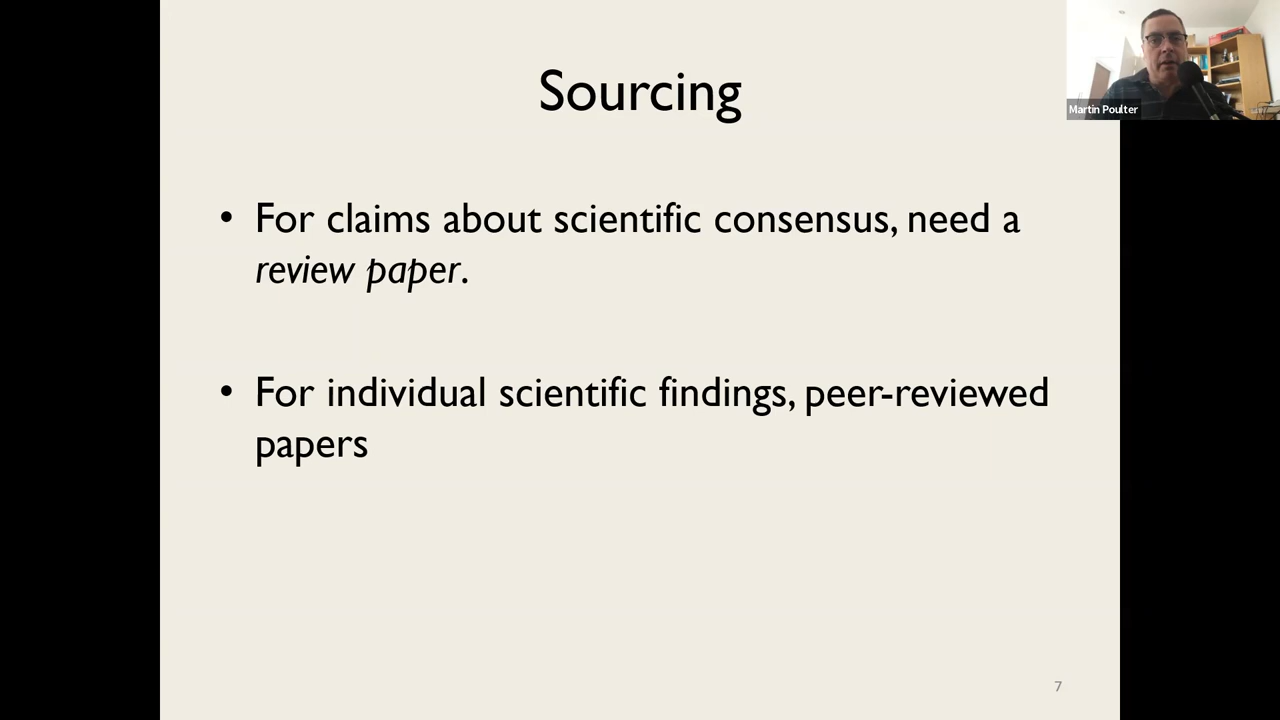 Sourcing
Martin Poulter
• For claims about scientific consensus, need a
review paper.
• For individual scientific findings, peer-reviewed
papers
7